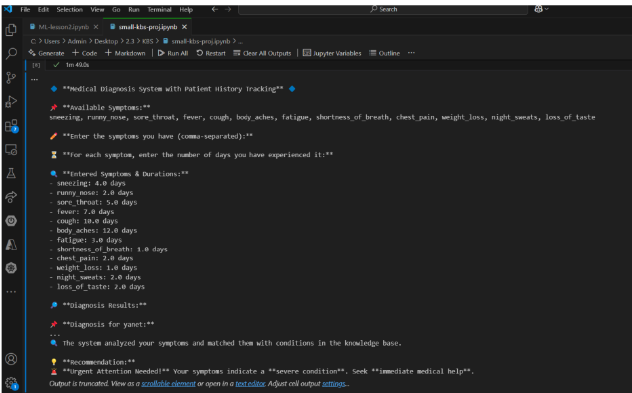 File Edit Selection View Go Run Terminal Help
Search
ML-lesson2.ipynb
small-kbs-proj.ipynb
C: > Users > Admin > Desktop > 2.3 > KBS > small-kbs-proj.ipynb > ...
Generate + Code + Markdown | Run All Restart Clear All Outputs | Jupyter Variables Outline ...
1m 49.0s
...
**Medical Diagnosis System with Patient History Tracking**
**Available Symptoms:**
sneezing, runny_nose, sore_throat, fever, cough, body_aches, fatigue, shortness_of_breath, chest_pain, weight_loss, night_sweats, loss_of_taste
**Enter the symptoms you have (comma-separated):**
**For each symptom, enter the number of days you have experienced it:**
**Entered Symptoms & Durations:**
- sneezing: 4.0 days
- runny_nose: 2.0 days
- sore_throat: 5.0 days
- fever: 7.0 days
- cough: 10.0 days
- body_aches: 12.0 days
- fatigue: 3.0 days
- shortness_of_breath: 1.0 days
- chest_pain: 2.0 days
- weight_loss: 1.0 days
- night_sweats: 2.0 days
- loss_of_taste: 2.0 days
**Diagnosis Results:**
**Diagnosis for yanet:**
...
The system analyzed your symptoms and matched them with conditions in the knowledge base.
**Recommendation:**
**Urgent Attention Needed!** Your symptoms indicate a **severe condition**. Seek **immediate medical help**.
Output is truncated. View as a scrollable element or open in a text editor. Adjust cell output settings...